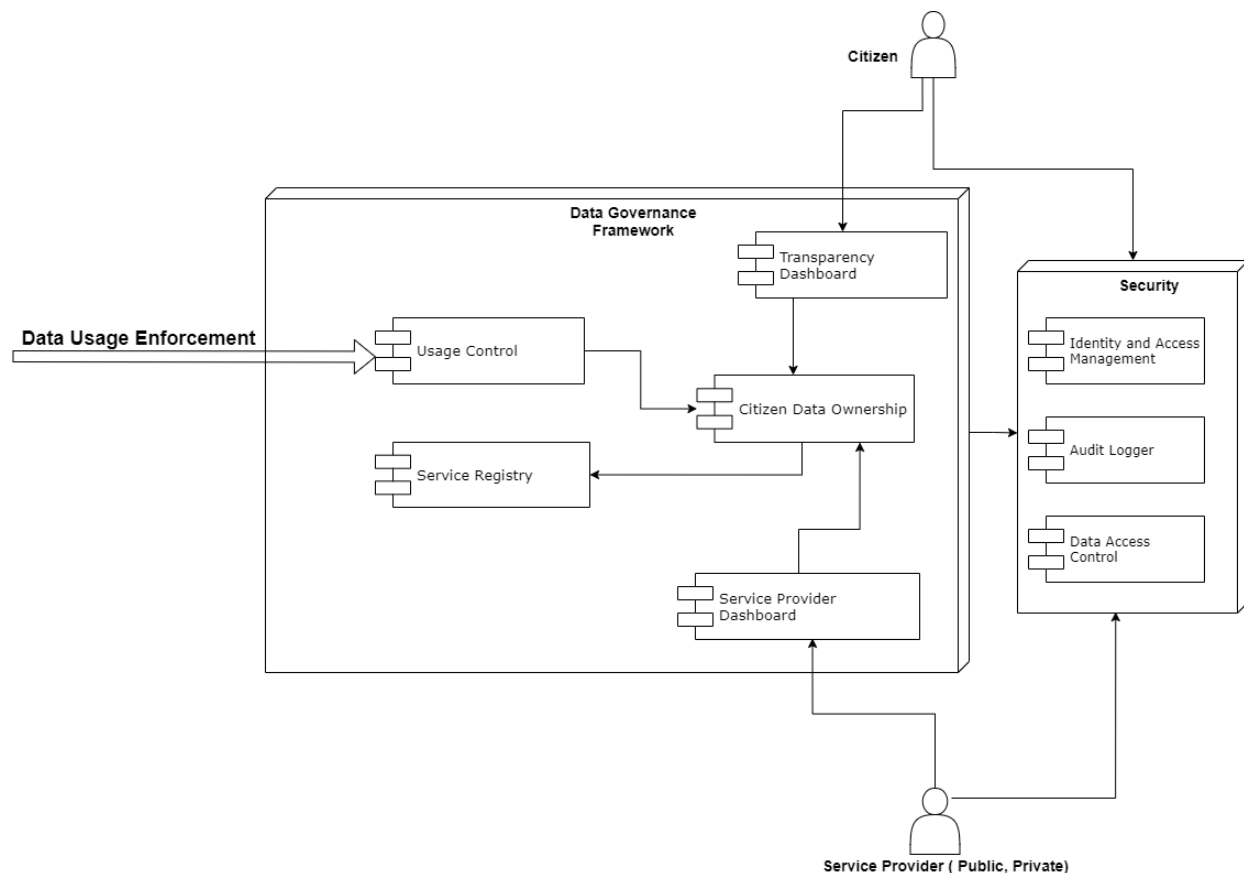 Citizen
Data Governance
Framework
Transparency
Dashboard
Security
Data Usage Enforcement
Usage Control
Identity and Access
Management
Citizen Data Ownership
Service Registry
Audit Logger
Data Access
Control
Service Provider
Dashboard
Service Provider ( Public, Private)